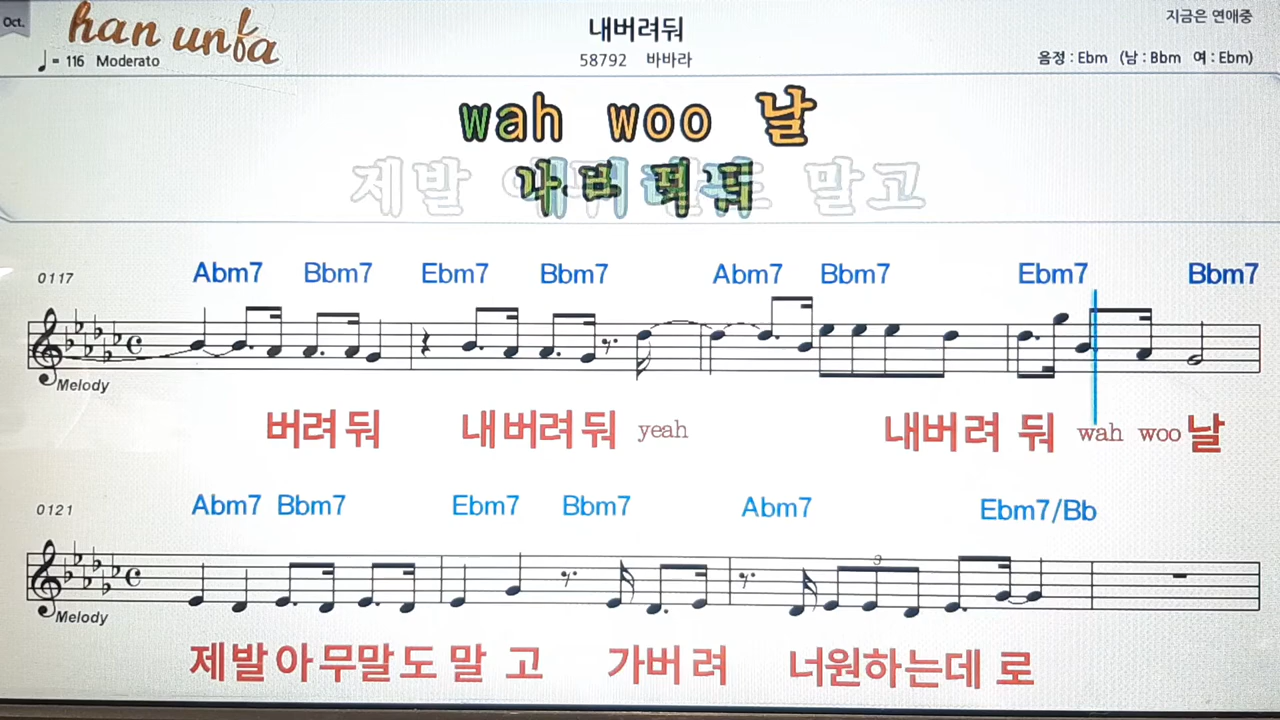 Oct.
han unfa
내버려둬
지금은 연애중
= 116 Moderato
58792 바바라
음정 : Ebm (남 : Bbm 여 : Ebm)
wah woo 날
제발 말고
0117
Abm7 Bbm7 Ebm7 Bbm7 Abm7 Bbm7 Ebm7 Bbm7
Melody
버려 둬 내버려 둬 yeah 내버려 둬 wah woo 날
0121
Abm7 Bbm7 Ebm7 Bbm7 Abm7 Ebm7/Bb
3
Melody
제발아무말도 말 고 가버 려 너원하는데 로